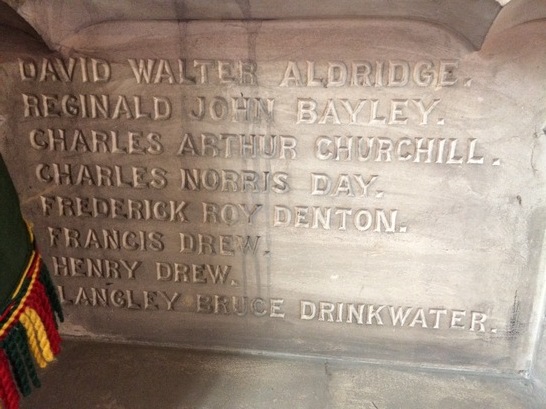 DAVID WALTER ALDRIDGE.
REGINALD JOHN BAYLEY.
CHARLES ARTHUR CHURCHILL.
CHARLES NORRIS DAY.
FREDERICK ROY DENTON.
FRANCIS DREW.
HENRY DREW.
LANGLEY BRUCE DRINKWATER.